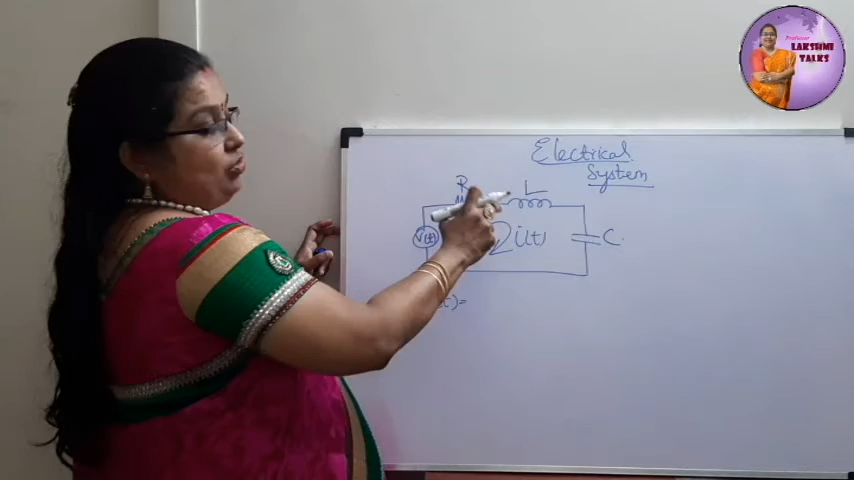 Professor
LAKSHMI
TALKS
Electrical
System
R
L
V(t)
i(t)
C
(t)=